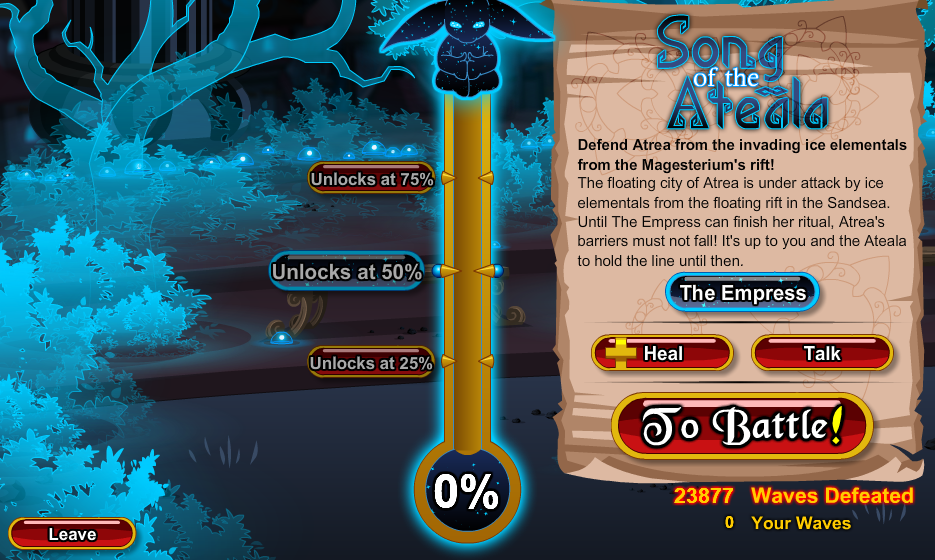 Song
of the
Ateala
Defend Atrea from the invading ice elementals
from the Magesterium's rift!
The floating city of Atrea is under attack by ice
elementals from the floating rift in the Sandsea.
Until The Empress can finish her ritual, Atrea's
barriers must not fall! It's up to you and the Ateala
to hold the line until then.
The Empress
Heal
Talk
To Battle!
23877 Waves Defeated
0 Your Waves
Unlocks at 75%
Unlocks at 50%
Unlocks at 25%
0%
Leave